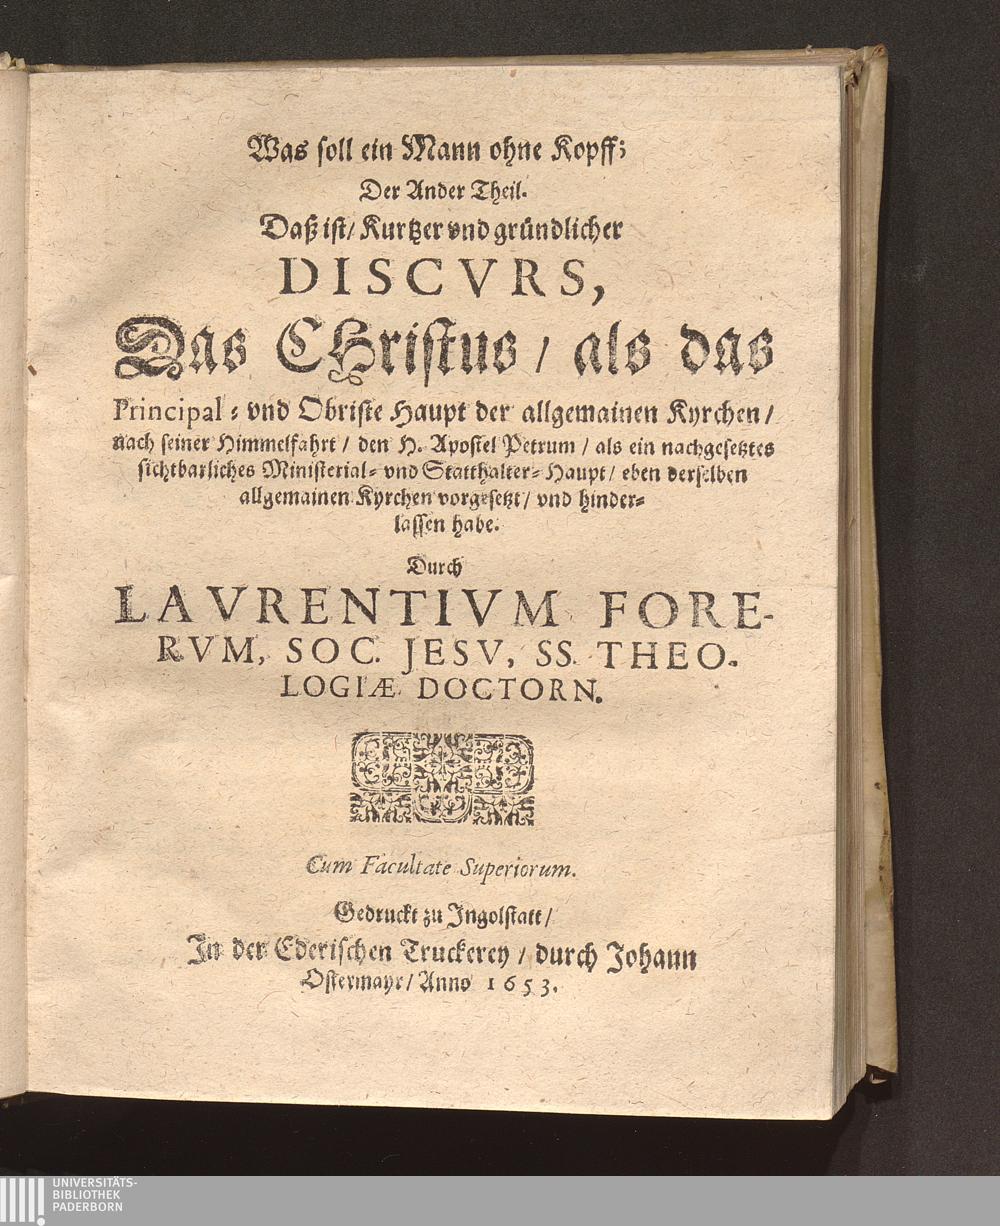 Was soll ein Mann ohne Kopff;
Der Ander Theil.
Daß ist/ Kurtzer vnd gründlicher
DISCVRS,
Das CHristus / als das
Principal- vnd Obriste Haupt der allgemainen Kyrchen /
nach seiner Himmelfahrt / den H. Apostel Petrum / als ein nachgesetztes
sichtbarliches Ministerial- vnd Statthalter- Haupt / eben derselben
allgemainen Kyrchen vorgesetzt / vnd hinder-
lassen habe.
Durch
LAVRENTIVM FORE-
RVM, SOC. JESV, SS. THEO-
LOGIÆ DOCTORN.
Cum Facultate Superiorum.
Gedruckt zu Ingolstatt /
In der Ederischen Truckerey / durch Johann
Ostermayr / Anno 1653.
UNIVERSITÄTS-
BIBLIOTHEK
PADERBORN